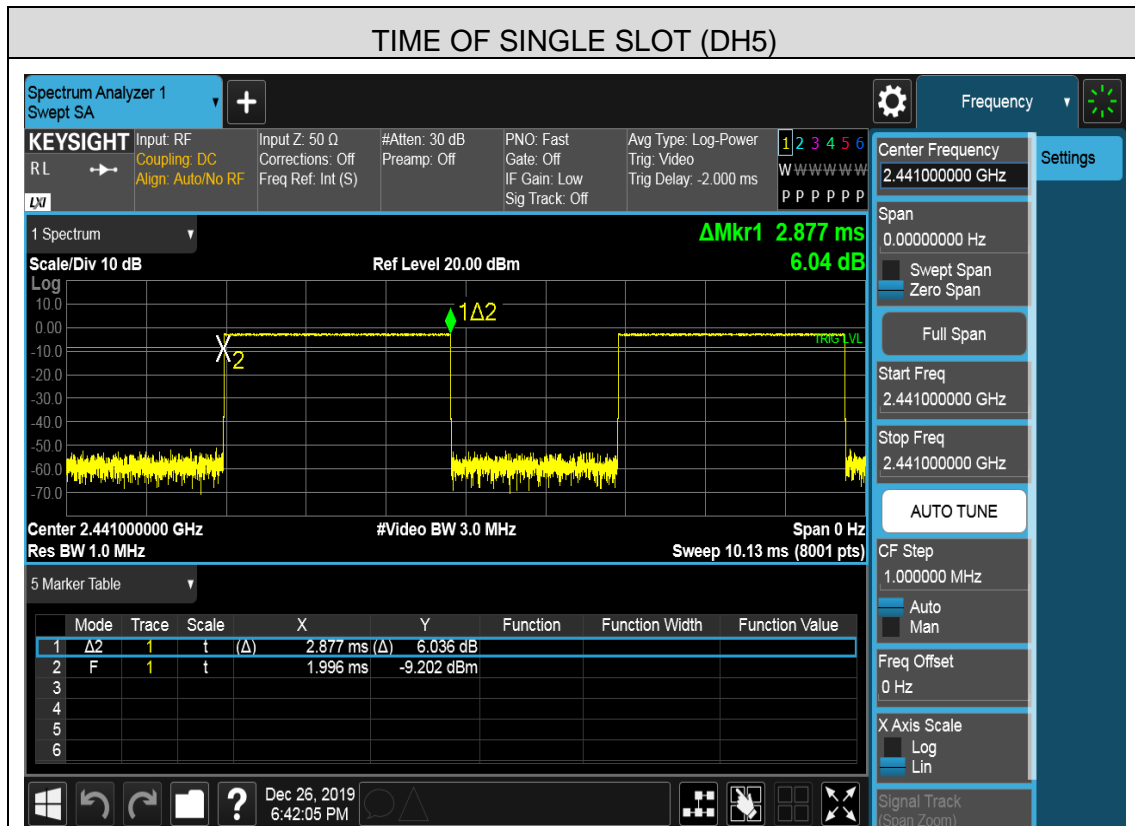 TIME OF SINGLE SLOT (DH5)
Spectrum Analyzer 1
Swept SA
Frequency
KEYSIGHT
RL
LXI
Input: RF
Coupling: DC
Align: Auto/No RF
Input Z: 50 Ω
Corrections: Off
Freq Ref: Int (S)
#Atten: 30 dB
Preamp: Off
PNO: Fast
Gate: Off
IF Gain: Low
Sig Track: Off
Avg Type: Log-Power
Trig: Video
Trig Delay: -2.000 ms
1 2 3 4 5 6
W W W W W W
P P P P P P
1 Spectrum
Scale/Div 10 dB
Ref Level 20.00 dBm
ΔMkr1 2.877 ms
6.04 dB
Log
10.0
0.00
-10.0
-20.0
-30.0
-40.0
-50.0
-60.0
-70.0
1Δ2
2
TRIG LVL
Center 2.441000000 GHz
#Video BW 3.0 MHz
Span 0 Hz
Res BW 1.0 MHz
Sweep 10.13 ms (8001 pts)
5 Marker Table
Mode Trace Scale X Y Function Function Width Function Value
1 Δ2 1 t (Δ) 2.877 ms (Δ) 6.036 dB
2 F 1 t 1.996 ms -9.202 dBm
3
4
5
6
?
Dec 26, 2019
6:42:05 PM
Center Frequency
2.441000000 GHz
Settings
Span
0.00000000 Hz
Swept Span
Zero Span
Full Span
Start Freq
2.441000000 GHz
Stop Freq
2.441000000 GHz
AUTO TUNE
CF Step
1.000000 MHz
Auto
Man
Freq Offset
0 Hz
X Axis Scale
Log
Lin
Signal Track
(Span Zoom)